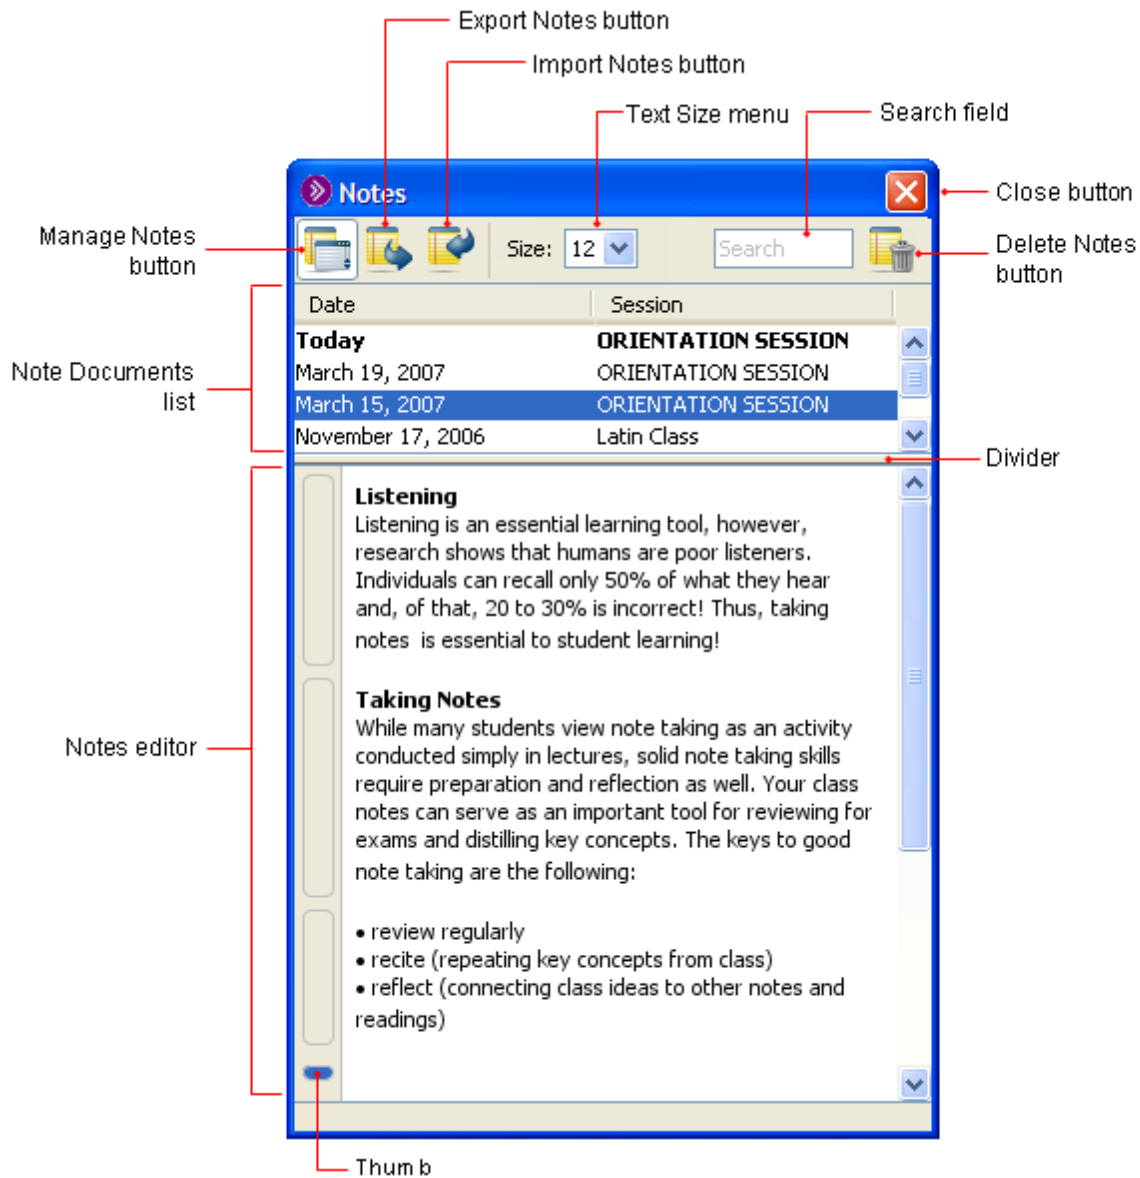 Export Notes button
Import Notes button
Text Size menu
Search field
Notes
Close button
Manage Notes
button
Size: 12
Search
Delete Notes
button
Date Session
Today ORIENTATION SESSION
March 19, 2007 ORIENTATION SESSION
March 15, 2007 ORIENTATION SESSION
November 17, 2006 Latin Class
Note Documents
list
Divider
Listening
Listening is an essential learning tool, however,
research shows that humans are poor listeners.
Individuals can recall only 50% of what they hear
and, of that, 20 to 30% is incorrect! Thus, taking
notes is essential to student learning!
Taking Notes
While many students view note taking as an activity
conducted simply in lectures, solid note taking skills
require preparation and reflection as well. Your class
notes can serve as an important tool for reviewing for
exams and distilling key concepts. The keys to good
note taking are the following:
• review regularly
• recite (repeating key concepts from class)
• reflect (connecting class ideas to other notes and
readings)
Notes editor
Thumb